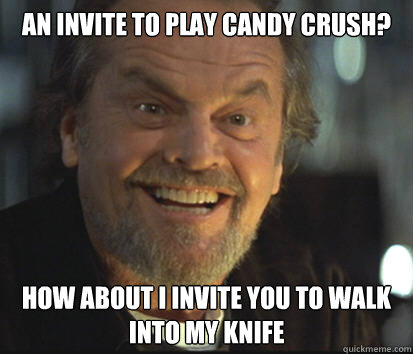 AN INVITE TO PLAY CANDY CRUSH?
HOW ABOUT I INVITE YOU TO WALK
INTO MY KNIFE
quickmeme.com